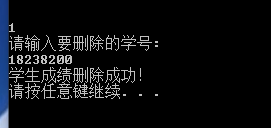 1
请输入要删除的学号：
18238200
学生成绩删除成功！
请按任意键继续. . .